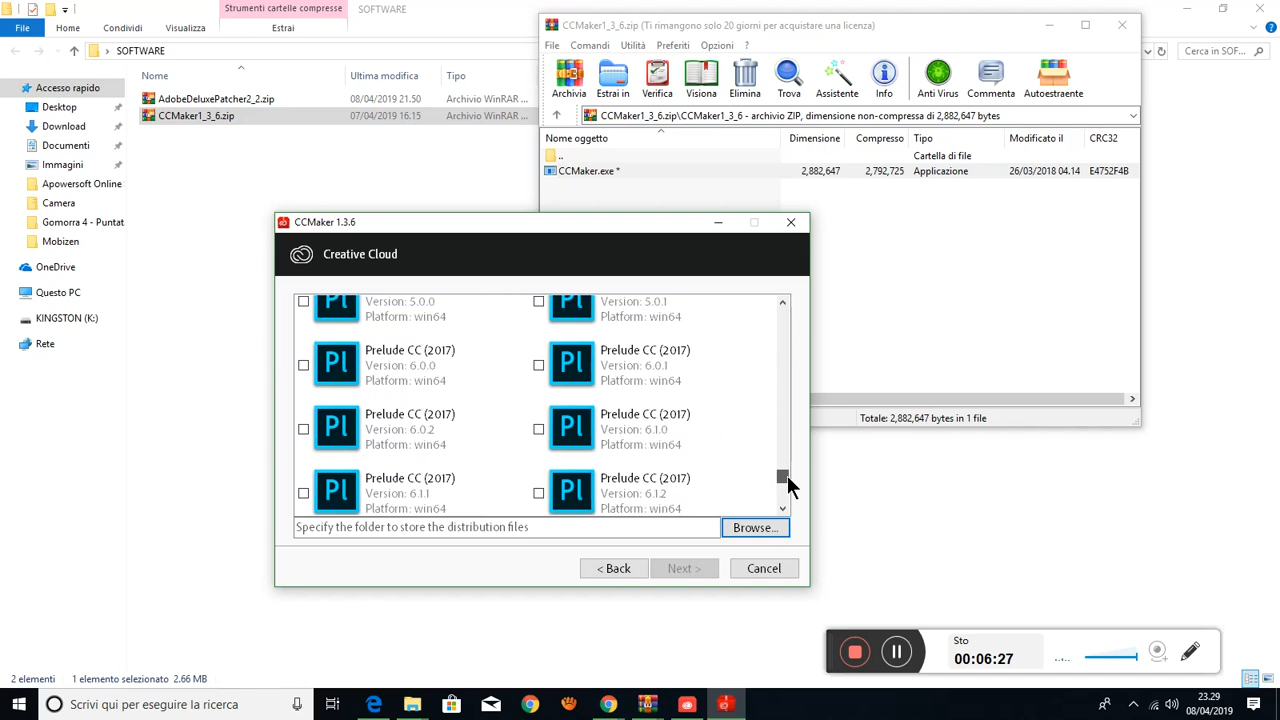 Strumenti cartelle compresse
SOFTWARE
File
Home
Condividi
Visualizza
Estrai
SOFTWARE
Cerca in SOF...
Accesso rapido
Desktop
Download
Documenti
Immagini
Apowersoft Online
Camera
Gomorra 4 - Puntat
Mobizen
OneDrive
Questo PC
KINGSTON (K:)
Rete
Nome
Ultima modifica
Tipo
AdobeDeluxePatcher2_2.zip
08/04/2019 21.50
Archivio WinRAR ...
CCMaker1_3_6.zip
07/04/2019 16.15
Archivio WinRAR ...
CCMaker1_3_6.zip (Ti rimangono solo 20 giorni per acquistare una licenza)
File Comandi Utilità Preferiti Opzioni ?
Archivia Estrai in Verifica Visiona Elimina Trova Assistente Info Anti Virus Commenta Autoestraente
CCMaker1_3_6.zip\CCMaker1_3_6 - archivio ZIP, dimensione non-compressa di 2,882,647 bytes
Nome oggetto Dimensione Compresso Tipo Modificato il CRC32
.. Cartella di file
CCMaker.exe * 2,882,647 2,792,725 Applicazione 26/03/2018 04.14 E4752F4B
Totale: 2,882,647 bytes in 1 file
CCMaker 1.3.6
Creative Cloud
Version: 5.0.0
Platform: win64
Version: 5.0.1
Platform: win64
Pl
Prelude CC (2017)
Version: 6.0.0
Platform: win64
Pl
Prelude CC (2017)
Version: 6.0.1
Platform: win64
Pl
Prelude CC (2017)
Version: 6.0.2
Platform: win64
Pl
Prelude CC (2017)
Version: 6.1.0
Platform: win64
Pl
Prelude CC (2017)
Version: 6.1.1
Platform: win64
Pl
Prelude CC (2017)
Version: 6.1.2
Platform: win64
Specify the folder to store the distribution files
Browse...
< Back
Next >
Cancel
Sto
00:06:27
2 elementi
1 elemento selezionato 2.66 MB
Scrivi qui per eseguire la ricerca
23.29
08/04/2019